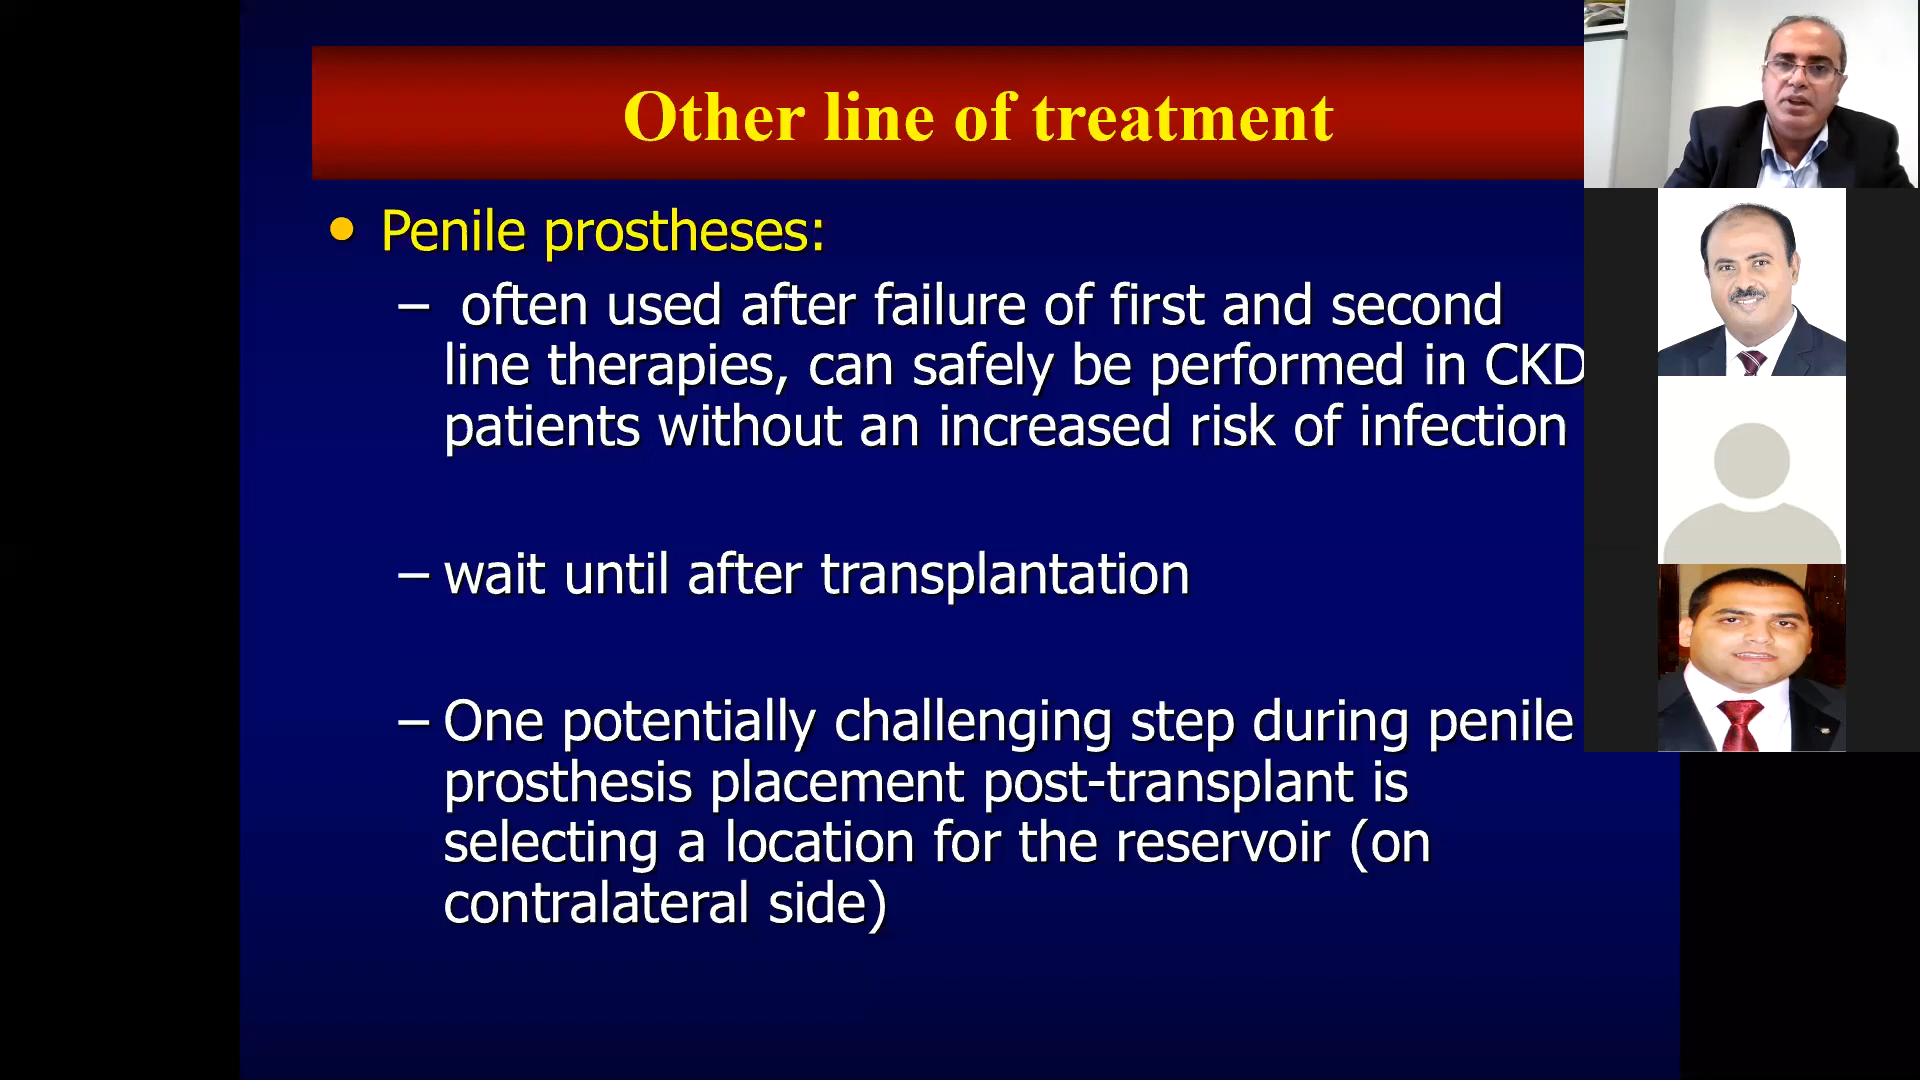 Other line of treatment
• Penile prostheses:
– often used after failure of first and second
line therapies, can safely be performed in CKD
patients without an increased risk of infection
– wait until after transplantation
– One potentially challenging step during penile
prosthesis placement post-transplant is
selecting a location for the reservoir (on
contralateral side)